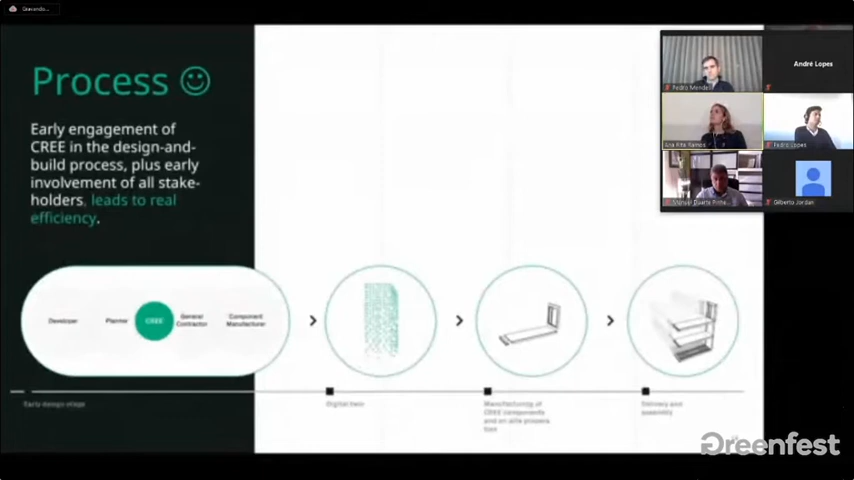 Gravando...
Process ☺
Early engagement of
CREE in the design-and-
build process, plus early
involvement of all stake-
holders, leads to real
efficiency.
Developer
Planner
CREE
General
Contractor
Component
Manufacturer
Early design stage
Digital twin
Manufacturing of
CREE components
and on site
Delivery and
assembly
André Lopes
Pedro Mendes
Ana Rita Ramos
Pedro Lopes
Manuel Duarte
Gilberto Jordan
Greenfest